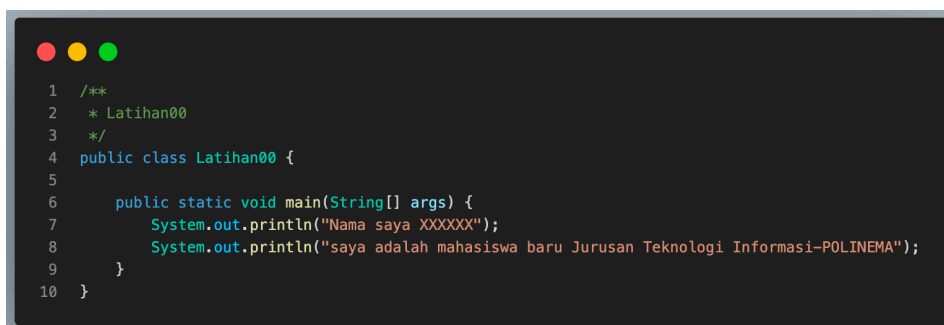 1 /**
2  * Latihan00
3  */
4 public class Latihan00 {
5
6     public static void main(String[] args) {
7         System.out.println("Nama saya XXXXXX");
8         System.out.println("saya adalah mahasiswa baru Jurusan Teknologi Informasi-POLINEMA");
9     }
10 }